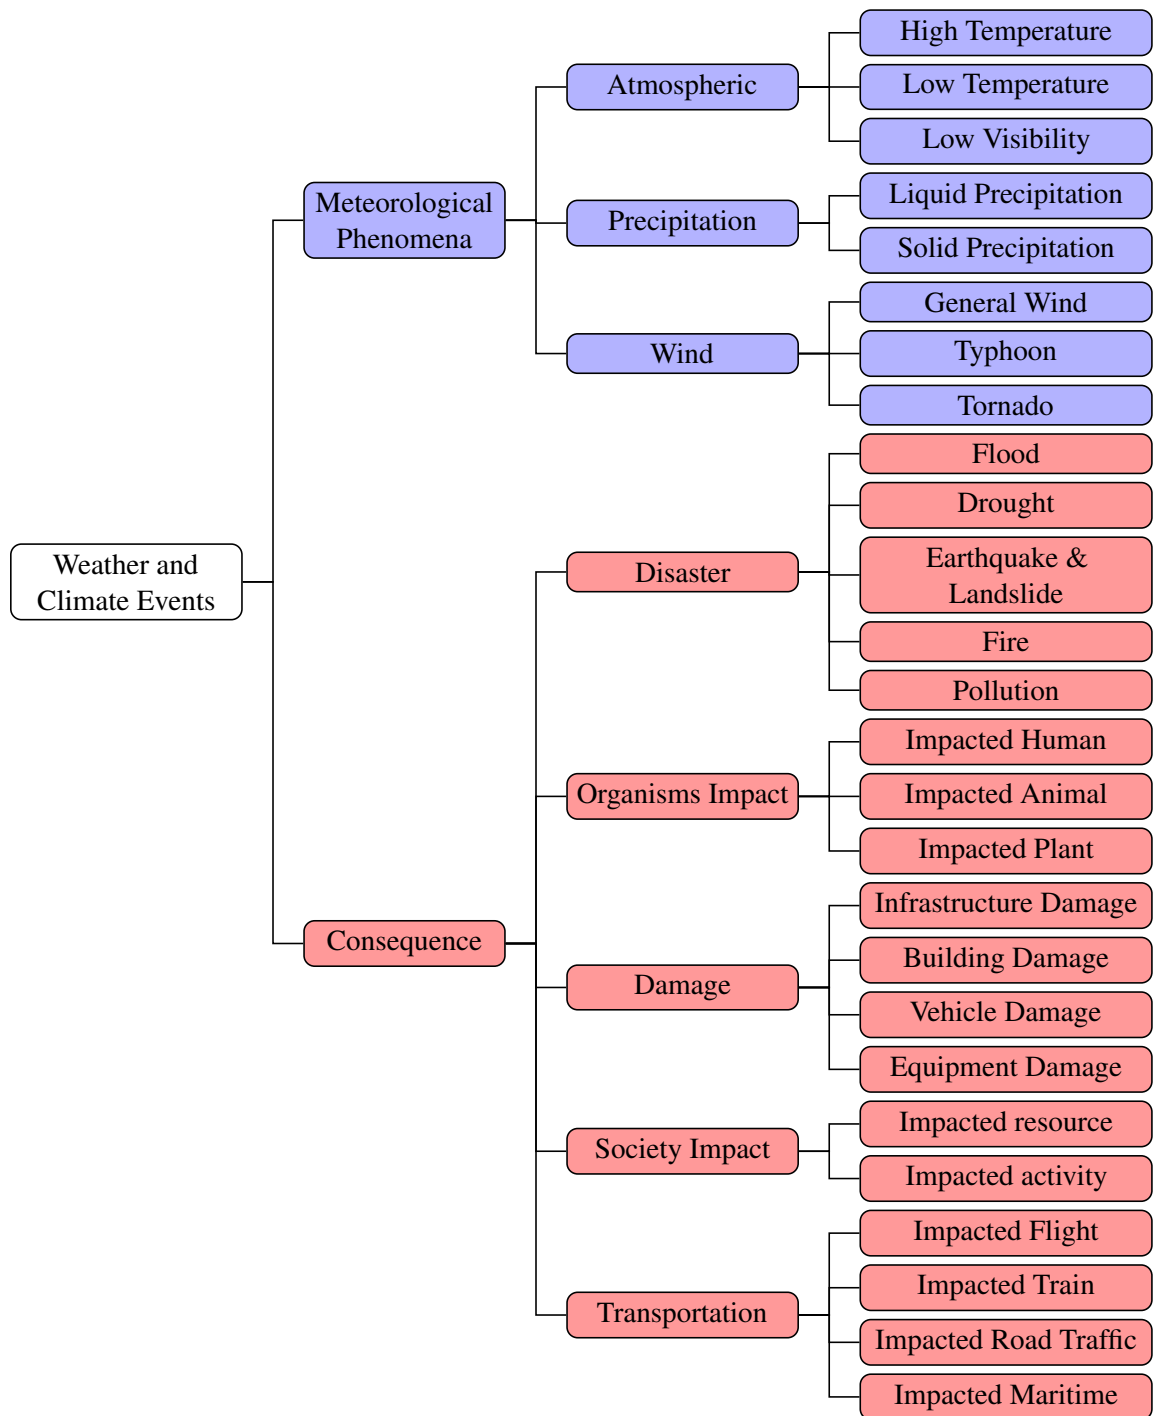 Weather and
Climate Events
Meteorological
Phenomena
Atmospheric
High Temperature
Low Temperature
Low Visibility
Precipitation
Liquid Precipitation
Solid Precipitation
Wind
General Wind
Typhoon
Tornado
Consequence
Disaster
Flood
Drought
Earthquake &
Landslide
Fire
Pollution
Organisms Impact
Impacted Human
Impacted Animal
Impacted Plant
Damage
Infrastructure Damage
Building Damage
Vehicle Damage
Equipment Damage
Society Impact
Impacted resource
Impacted activity
Transportation
Impacted Flight
Impacted Train
Impacted Road Traffic
Impacted Maritime